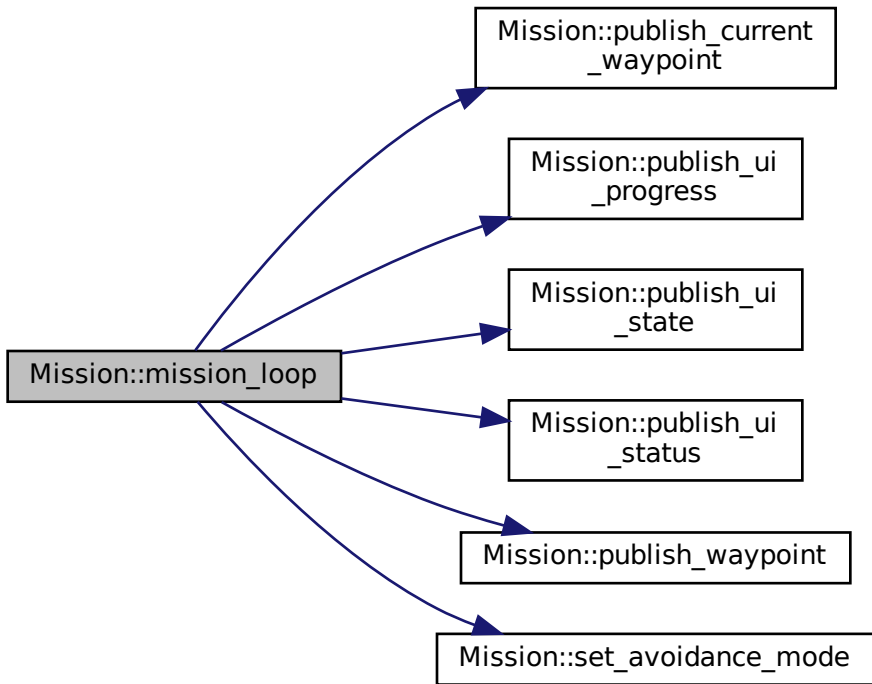 Mission::publish_current
_waypoint
Mission::publish_ui
_progress
Mission::publish_ui
_state
Mission::mission_loop
Mission::publish_ui
_status
Mission::publish_waypoint
Mission::set_avoidance_mode